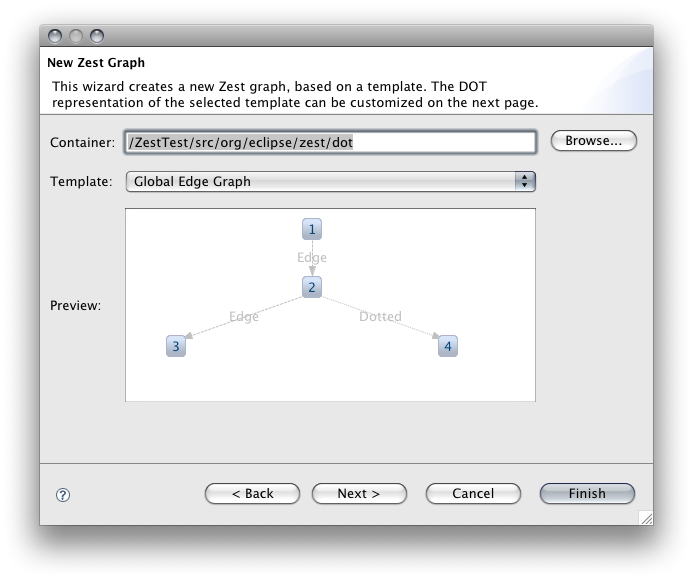 New Zest Graph
This wizard creates a new Zest graph, based on a template. The DOT
representation of the selected template can be customized on the next page.
Container: /ZestTest/src/org/eclipse/zest/dot Browse...
Template: Global Edge Graph
Preview:
1
Edge
2
Edge Dotted
3 4
? < Back Next > Cancel Finish